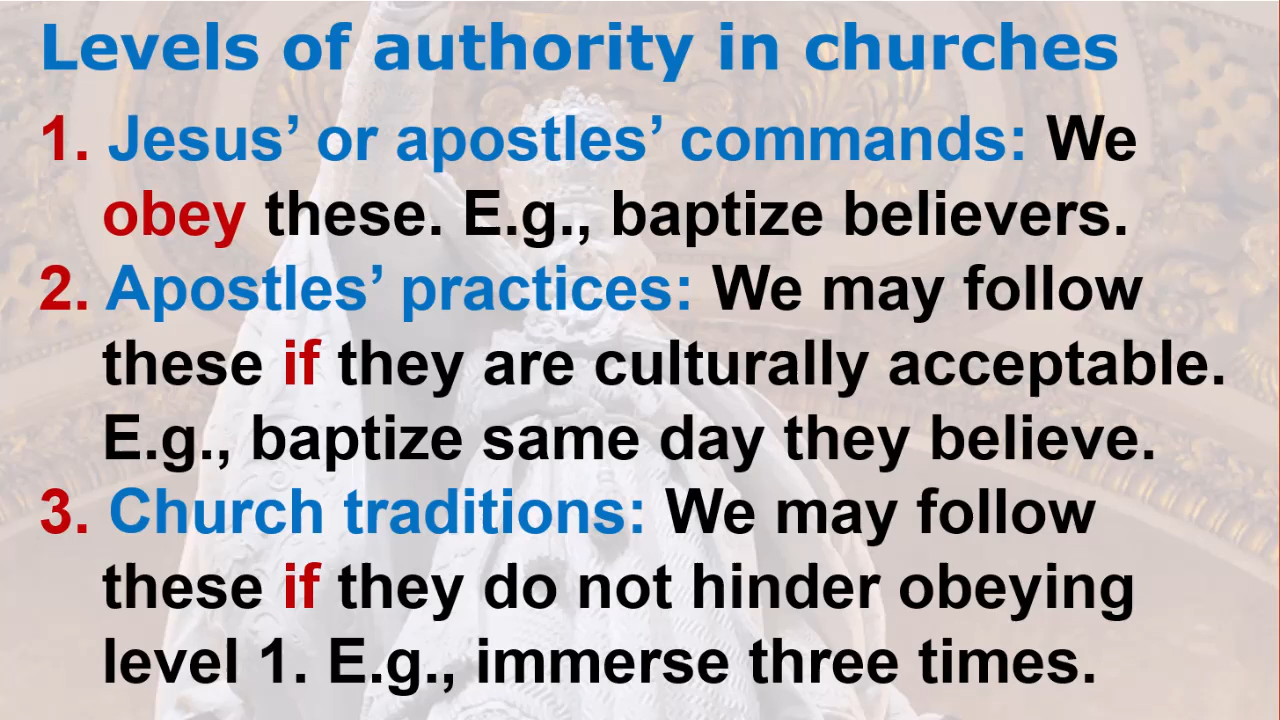 Levels of authority in churches
1. Jesus’ or apostles’ commands: We
obey these. E.g., baptize believers.
2. Apostles’ practices: We may follow
these if they are culturally acceptable.
E.g., baptize same day they believe.
3. Church traditions: We may follow
these if they do not hinder obeying
level 1. E.g., immerse three times.